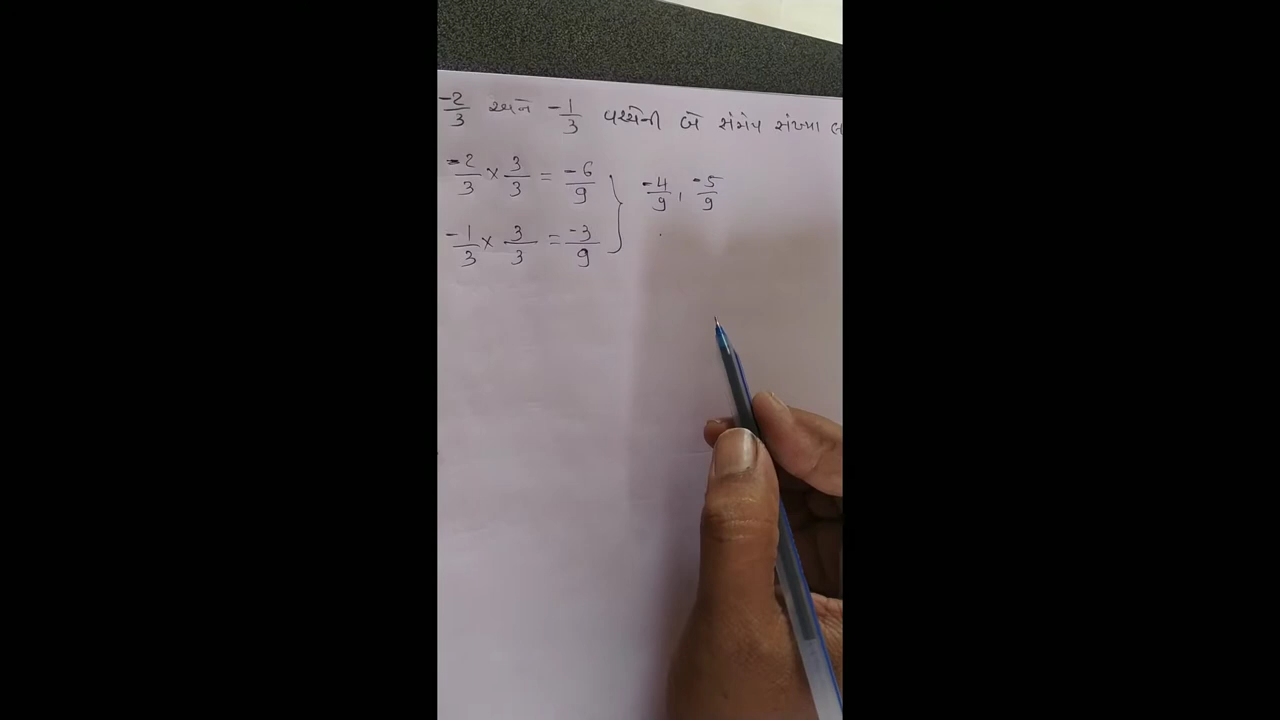 -2/3 અને -1/3 વચ્ચેની બે સંમેય સંખ્યા
-2/3 × 3/3 = -6/9 } -4/9, -5/9
-1/3 × 3/3 = -3/9